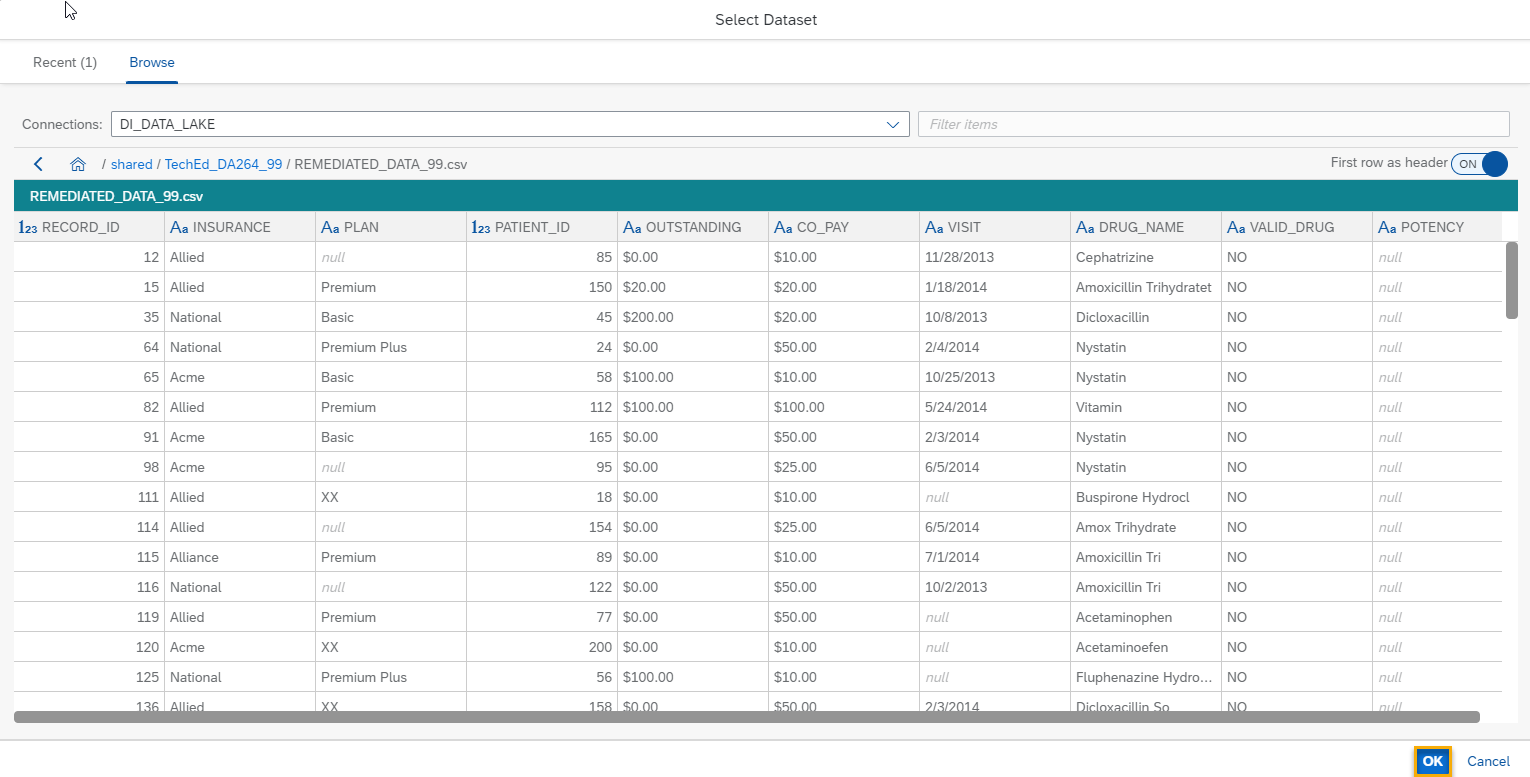 Select Dataset
Recent (1) Browse
Connections: DI_DATA_LAKE Filter items
/ shared / TechEd_DA264_99 / REMEDIATED_DATA_99.csv First row as header ON
REMEDIATED_DATA_99.csv
123 RECORD_ID Aa INSURANCE Aa PLAN 123 PATIENT_ID Aa OUTSTANDING Aa CO_PAY Aa VISIT Aa DRUG_NAME Aa VALID_DRUG Aa POTENCY
12 Allied null 85 $0.00 $10.00 11/28/2013 Cephatrizine NO null
15 Allied Premium 150 $20.00 $20.00 1/18/2014 Amoxicillin Trihydratet NO null
35 National Basic 45 $200.00 $20.00 10/8/2013 Dicloxacillin NO null
64 National Premium Plus 24 $0.00 $50.00 2/4/2014 Nystatin NO null
65 Acme Basic 58 $100.00 $10.00 10/25/2013 Nystatin NO null
82 Allied Premium 112 $100.00 $100.00 5/24/2014 Vitamin NO null
91 Acme Basic 165 $0.00 $50.00 2/3/2014 Nystatin NO null
98 Acme null 95 $0.00 $25.00 6/5/2014 Nystatin NO null
111 Allied XX 18 $0.00 $10.00 null Buspirone Hydrocl NO null
114 Allied null 154 $0.00 $25.00 6/5/2014 Amox Trihydrate NO null
115 Alliance Premium 89 $0.00 $10.00 7/1/2014 Amoxicillin Tri NO null
116 National null 122 $0.00 $50.00 10/2/2013 Amoxicillin Tri NO null
119 Allied Premium 77 $0.00 $50.00 null Acetaminophen NO null
120 Acme XX 200 $0.00 $10.00 null Acetaminoefen NO null
125 National Premium Plus 56 $100.00 $10.00 null Fluphenazine Hydro... NO null
136 Allied XX 158 $0.00 $50.00 2/3/2014 Dicloxacillin So NO null
OK Cancel